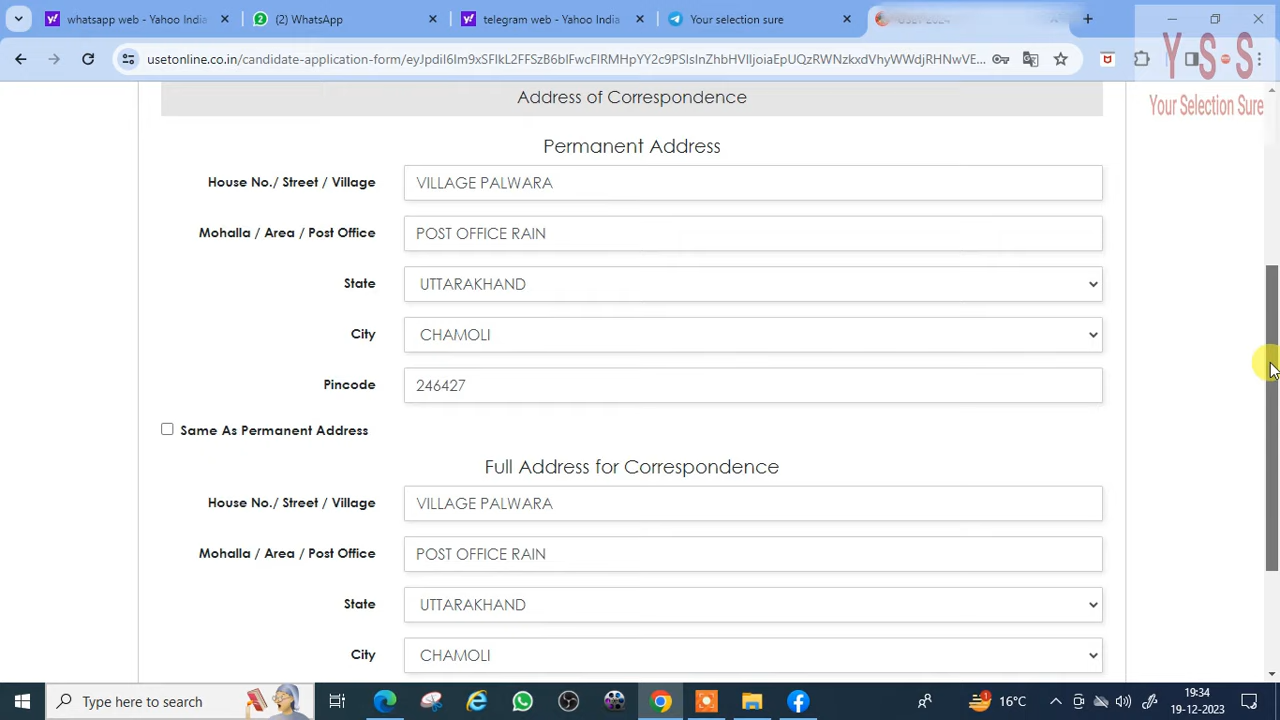 whatsapp web - Yahoo India
(2) WhatsApp
telegram web - Yahoo India
Your selection sure
usetonline.co.in/candidate-application-form/
Y S-S
Your Selection Sure
Address of Correspondence
Permanent Address
House No./ Street / Village
VILLAGE PALWARA
Mohalla / Area / Post Office
POST OFFICE RAIN
State
UTTARAKHAND
City
CHAMOLI
Pincode
246427
Same As Permanent Address
Full Address for Correspondence
House No./ Street / Village
VILLAGE PALWARA
Mohalla / Area / Post Office
POST OFFICE RAIN
State
UTTARAKHAND
City
CHAMOLI
Type here to search
16°C
19:34
19-12-2023